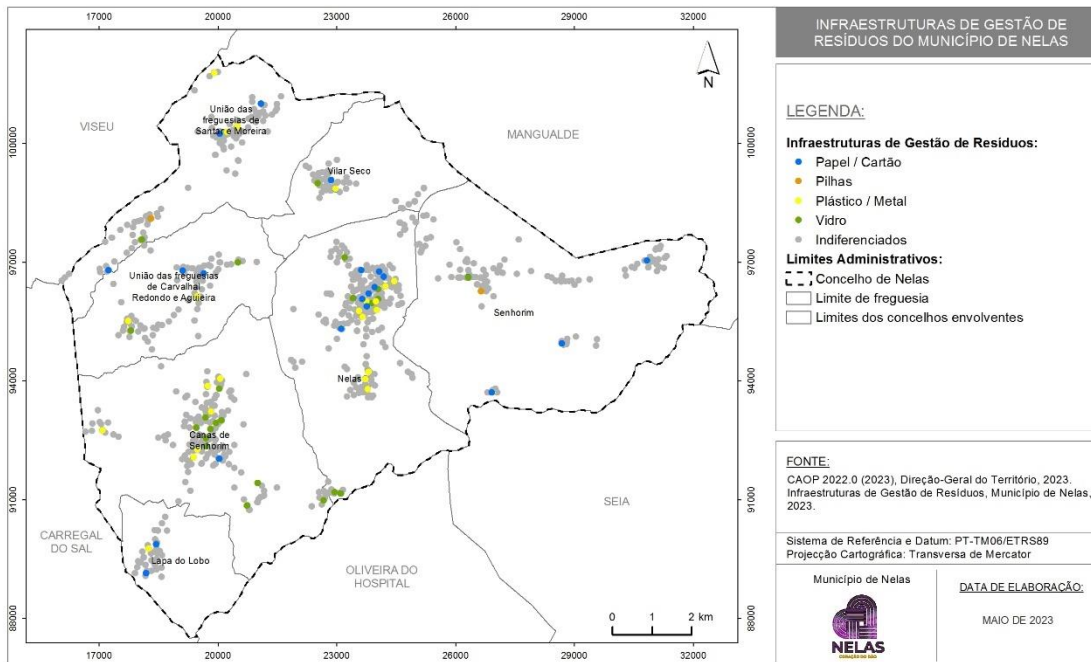 17000 20000 23000 26000 29000 32000
INFRAESTRUTURAS DE GESTÃO DE
RESÍDUOS DO MUNICÍPIO DE NELAS
N
VISEU
MANGUALDE
União das
freguesias de
Santar e Moreira
Vilar Seco
União das freguesias
de Carvalhal
Redondo e Aguieira
Senhorim
Nelas
Canas de
Senhorim
Lapa do Lobo
SEIA
CARREGAL
DO SAL
OLIVEIRA DO
HOSPITAL
100000
97000
94000
91000
88000
100000
97000
94000
91000
88000
0 1 2 km
17000 20000 23000 26000 29000 32000
LEGENDA:
Infraestruturas de Gestão de Resíduos:
Papel / Cartão
Pilhas
Plástico / Metal
Vidro
Indiferenciados
Limites Administrativos:
Concelho de Nelas
Limite de freguesia
Limites dos concelhos envolventes
FONTE:
CAOP 2022.0 (2023), Direção-Geral do Território, 2023.
Infraestruturas de Gestão de Resíduos, Município de Nelas,
2023.
Sistema de Referência e Datum: PT-TM06/ETRS89
Projecção Cartográfica: Transversa de Mercator
Município de Nelas
NELAS
CORAÇÃO DO DÃO
DATA DE ELABORAÇÃO:
MAIO DE 2023